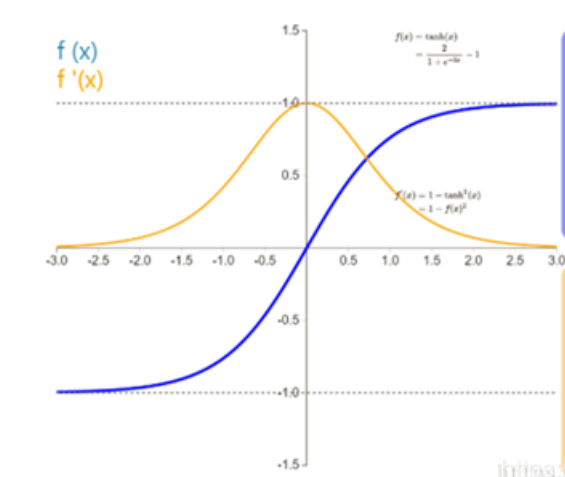 f (x)
f '(x)
f(x) = tanh(x)
= 2 / (1 + e^(-2x)) - 1
f'(x) = 1 - tanh²(x)
= 1 - f(x)²
1.5
1.0
0.5
-3.0 -2.5 -2.0 -1.5 -1.0 -0.5 0.5 1.0 1.5 2.0 2.5 3.0
-0.5
-1.0
-1.5